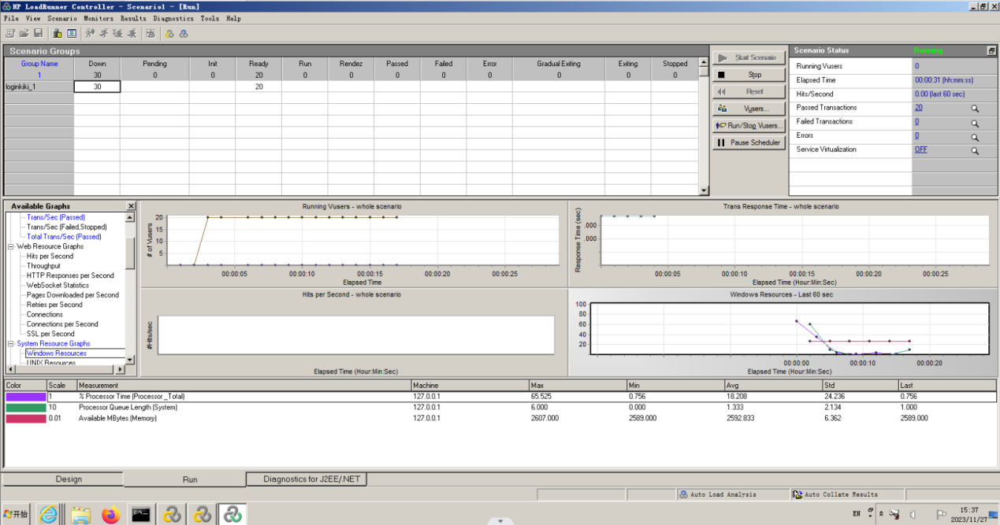 HP LoadRunner Controller - Scenario1 - [Run]
File View Scenario Monitors Results Diagnostics Tools Help
Scenario Groups
Group Name Down Pending Init Ready Run Rendez Passed Failed Error Gradual Exiting Exiting Stopped
1 30 0 0 20 0 0 0 0 0 0 0 0
loginkiki_1 30 20
Start Scenario
Stop
Reset
Vusers...
Run/Stop Vusers...
Pause Scheduler
Scenario Status Running
Running Vusers 0
Elapsed Time 00:00:31 (hh:mm:ss)
Hits/Second 0.00 (last 60 sec)
Passed Transactions 20
Failed Transactions 0
Errors 0
Service Virtualization OFF
Available Graphs
Trans/Sec (Passed)
Trans/Sec (Failed,Stopped)
Total Trans/Sec (Passed)
Web Resource Graphs
Hits per Second
Throughput
HTTP Responses per Second
WebSocket Statistics
Pages Downloaded per Second
Retries per Second
Connections
Connections per Second
SSL per Second
System Resource Graphs
Windows Resources
UNIX Resources
Running Vusers - whole scenario
# of Vusers
20
15
10
5
00:00:05 00:00:10 00:00:15 00:00:20 00:00:25
Elapsed Time
Trans Response Time - whole scenario
Response Time (sec)
.000
.000
00:00:05 00:00:10 00:00:15 00:00:20 00:00:25
Elapsed Time (Hour:Min:Sec)
Hits per Second - whole scenario
#Hits/sec
Elapsed Time (Hour:Min:Sec)
Windows Resources - Last 60 sec
100
80
60
40
20
00:00:00 00:00:10 00:00:20
Elapsed Time (Hour:Min:Sec)
Color Scale Measurement Machine Max Min Avg Std Last
1 % Processor Time (Processor _Total) 127.0.0.1 65.525 0.756 18.208 24.236 0.756
10 Processor Queue Length (System) 127.0.0.1 6.000 0.000 1.333 2.134 1.000
0.01 Available MBytes (Memory) 127.0.0.1 2607.000 2589.000 2592.833 6.362 2589.000
Design Run Diagnostics for J2EE/.NET
Auto Load Analysis Auto Collate Results
开始
EN
15:37
2023/11/27